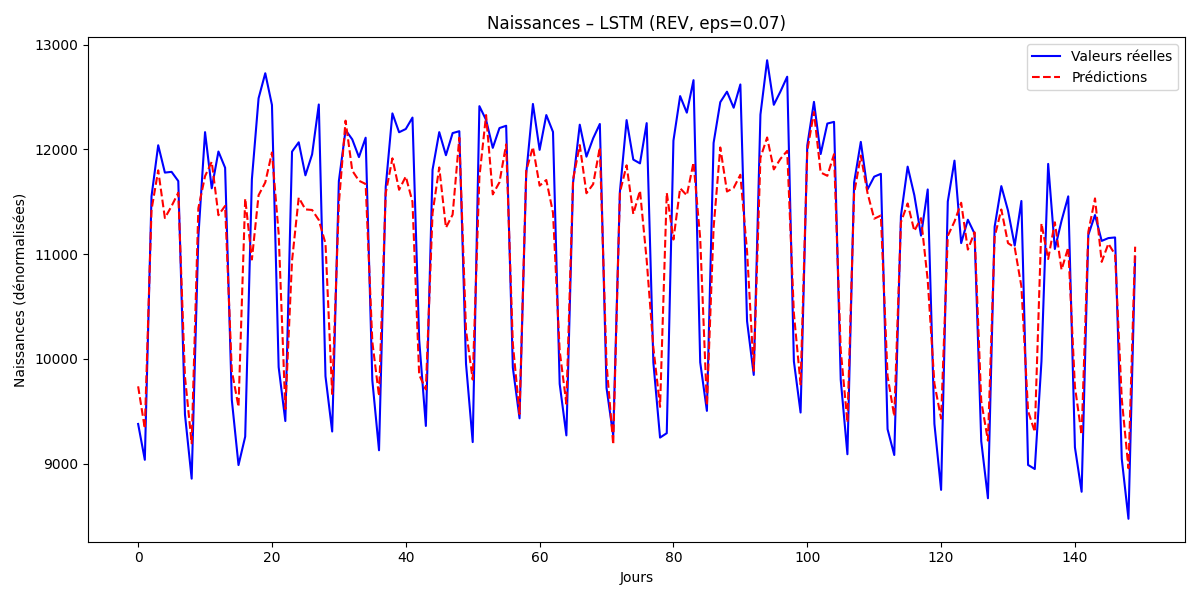 Naissances – LSTM (REV, eps=0.07)
13000
12000
11000
10000
9000
Naissances (dénormalisées)
Valeurs réelles
Prédictions
0 20 40 60 80 100 120 140
Jours